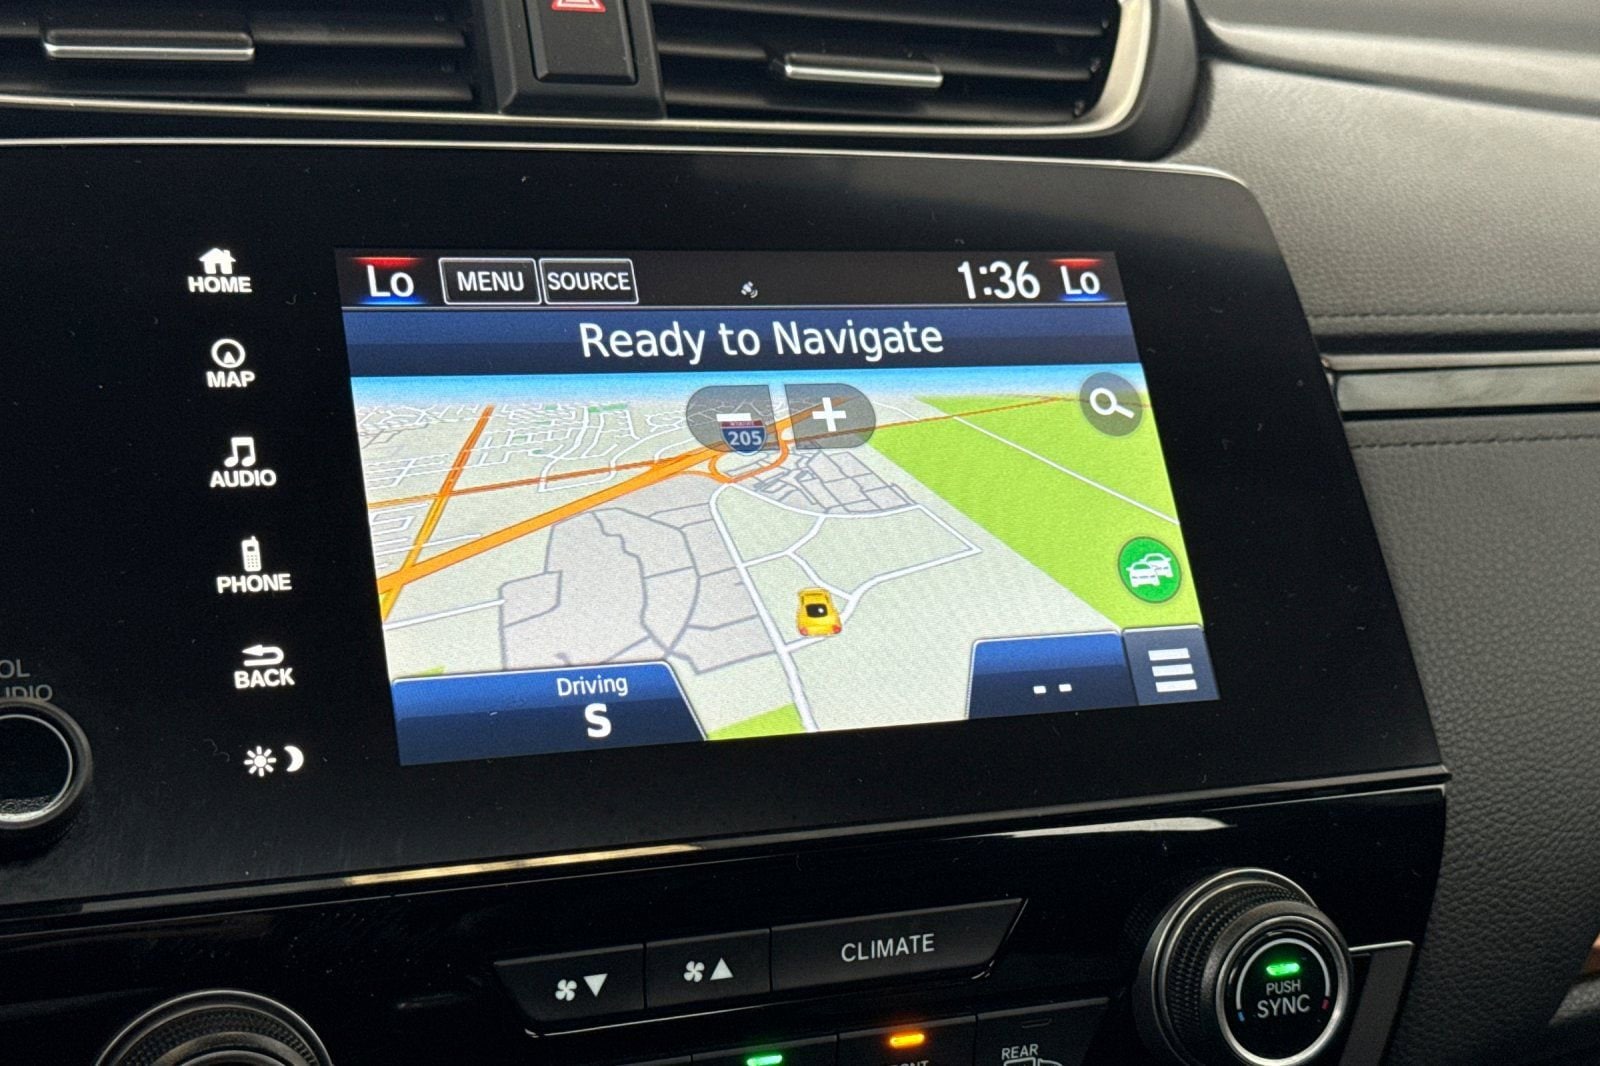 Lo MENU SOURCE 1:36 Lo
Ready to Navigate
HOME
MAP
AUDIO
PHONE
BACK
205
Driving
S
--
CLIMATE
PUSH
SYNC
REAR